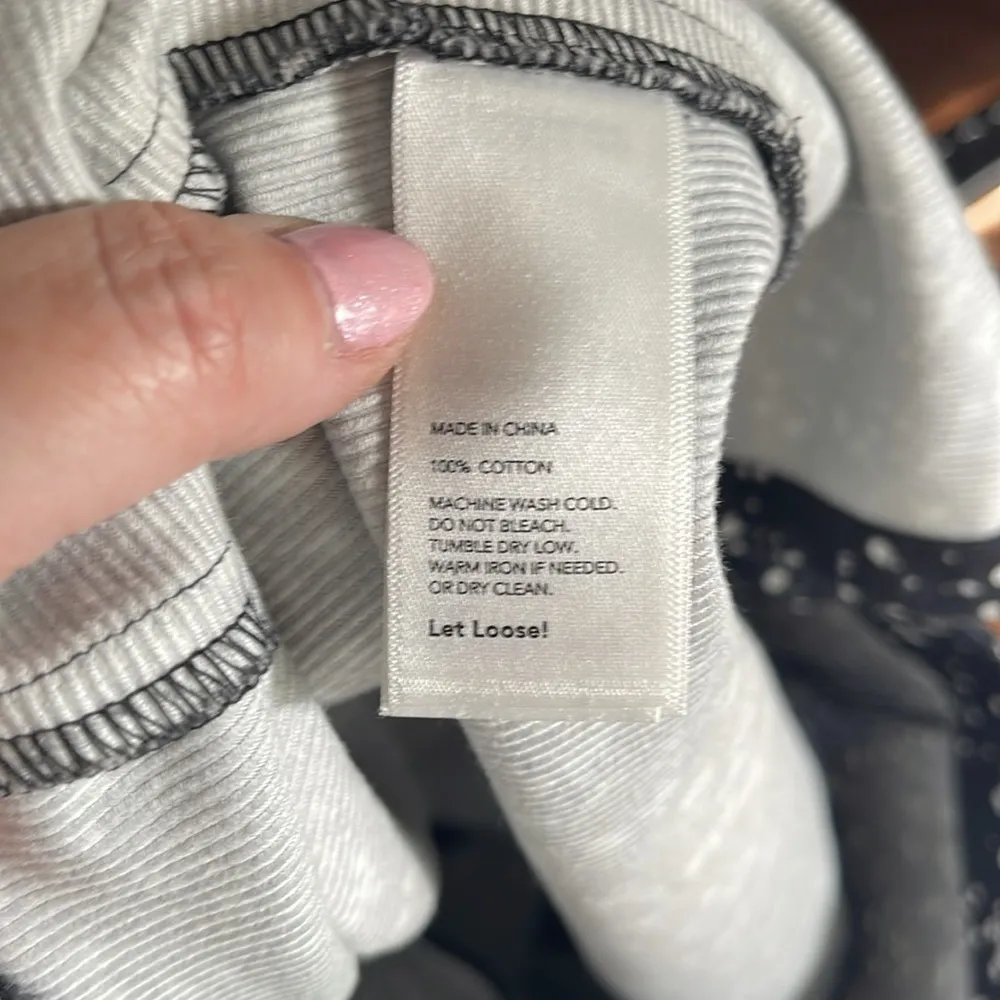 MADE IN CHINA
100% COTTON
MACHINE WASH COLD.
DO NOT BLEACH.
TUMBLE DRY LOW.
WARM IRON IF NEEDED.
OR DRY CLEAN.
Let Loose!